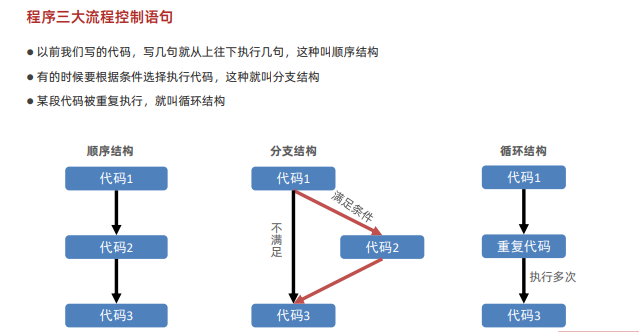 程序三大流程控制语句
● 以前我们写的代码，写几句就从上往下执行几句，这种叫顺序结构
● 有的时候要根据条件选择执行代码，这种就叫分支结构
● 某段代码被重复执行，就叫循环结构
顺序结构
代码1
代码2
代码3
分支结构
代码1
满足条件
不满足
代码2
代码3
循环结构
代码1
重复代码
执行多次
代码3